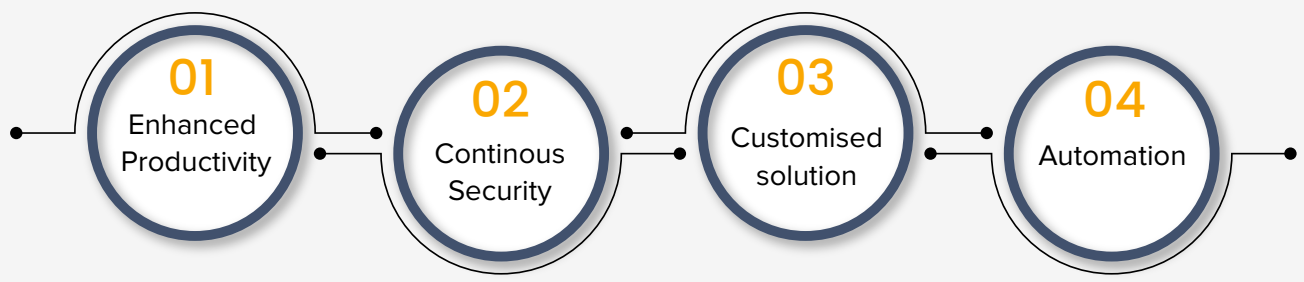 01
Enhanced
Productivity
02
Continous
Security
03
Customised
solution
04
Automation